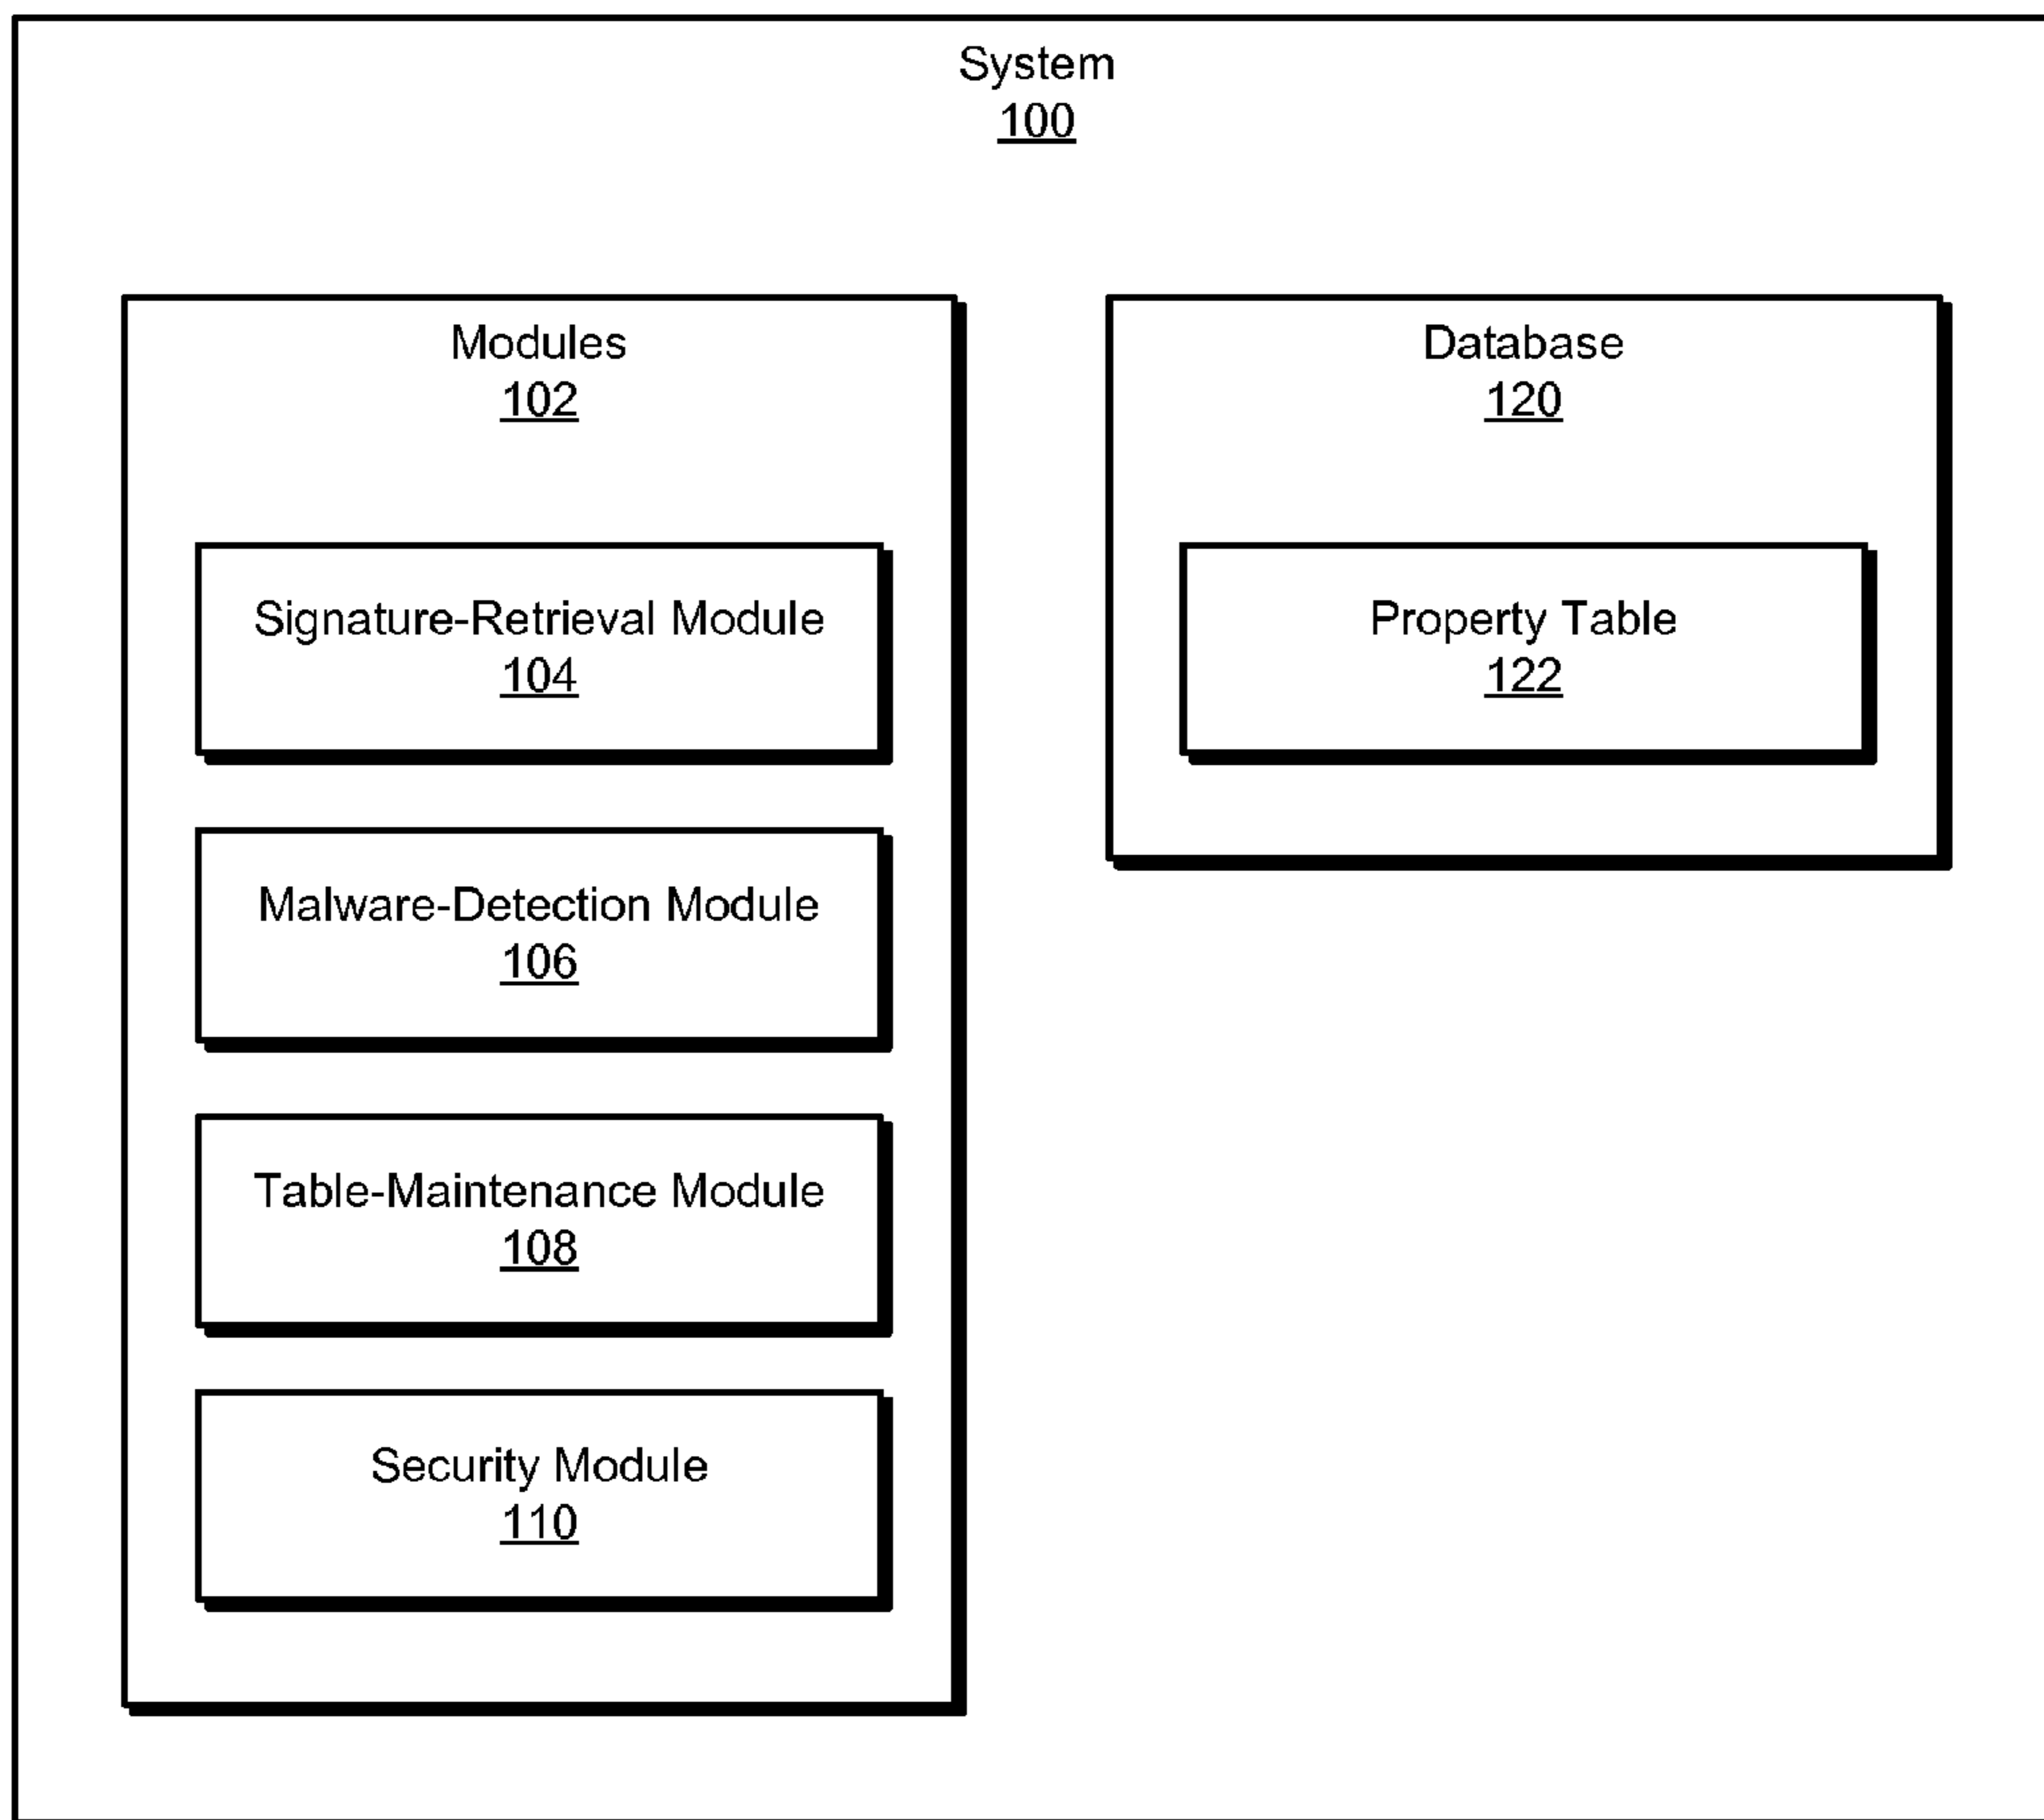 System
100
Modules
102
Signature-Retrieval Module
104
Malware-Detection Module
106
Table-Maintenance Module
108
Security Module
110
Database
120
Property Table
122